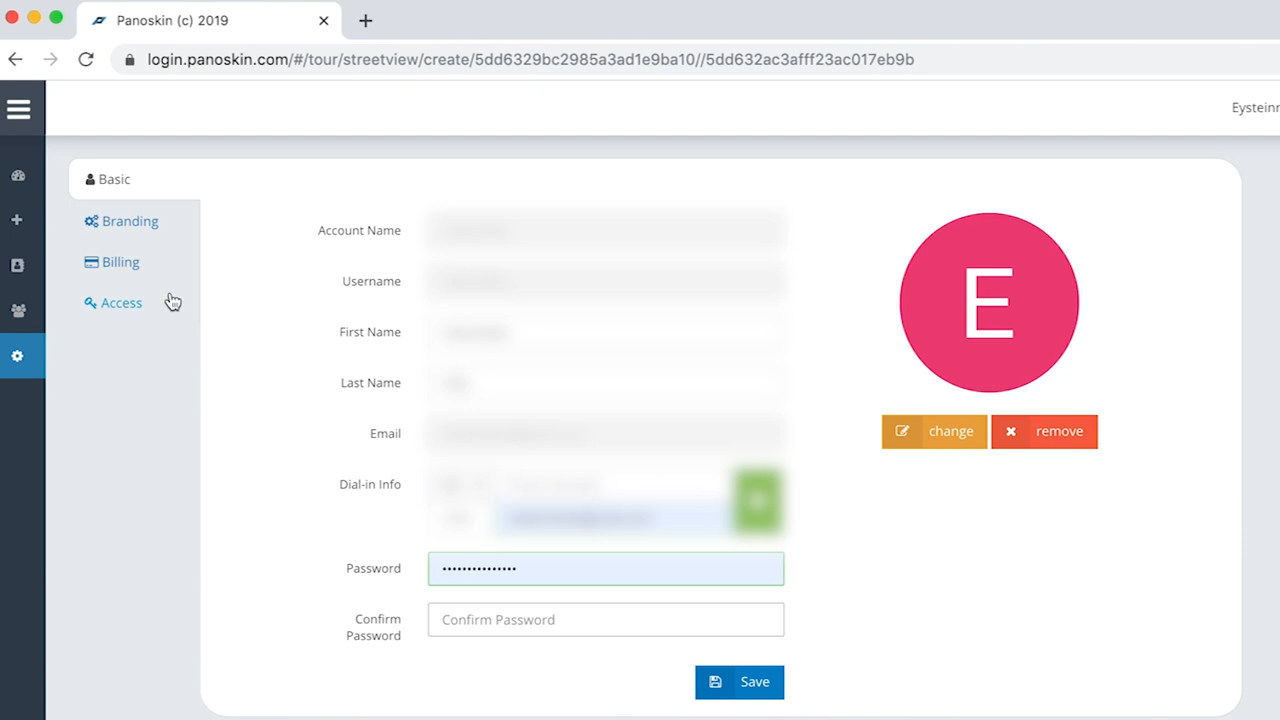 Panoskin (c) 2019
login.panoskin.com/#/tour/streetview/create/5dd6329bc2985a3ad1e9ba10//5dd632ac3afff23ac017eb9b
Eysteinr
Basic
Branding
Billing
Access
Account Name
Username
First Name
Last Name
Email
Dial-in Info
Password
Confirm
Password
Confirm Password
Save
E
change
remove